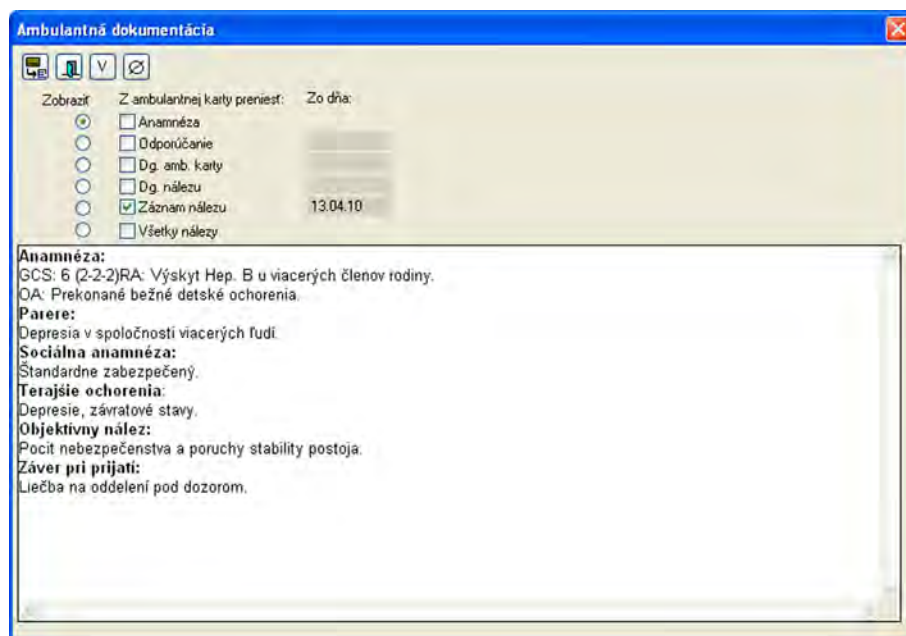 Ambulantná dokumentácia
V
Zobraziť Z ambulantnej karty preniesť: Zo dňa:
Anamnéza
Odporúčanie
Dg. amb. karty
Dg. nálezu
Záznam nálezu 13.04.10
Všetky nálezy
Anamnéza:
GCS: 6 (2-2-2)RA: Výskyt Hep. B u viacerých členov rodiny.
OA: Prekonané bežné detské ochorenia.
Parere:
Depresia v spoločnosti viacerých ľudí.
Sociálna anamnéza:
Štandardne zabezpečený.
Terajšie ochorenia:
Depresie, závratové stavy.
Objektívny nález:
Pocit nebezpečenstva a poruchy stability postoja.
Záver pri prijatí:
Liečba na oddelení pod dozorom.